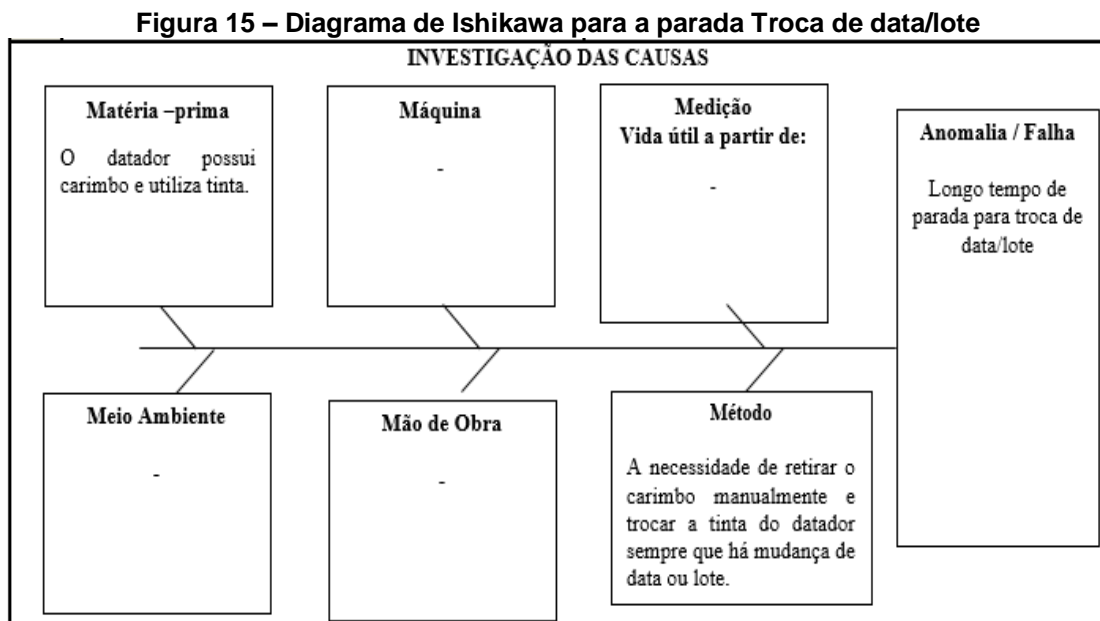 Figura 15 – Diagrama de Ishikawa para a parada Troca de data/lote
INVESTIGAÇÃO DAS CAUSAS
Matéria –prima
O datador possui
carimbo e utiliza tinta.
Máquina
-
Medição
Vida útil a partir de:
-
Anomalia / Falha
Longo tempo de
parada para troca de
data/lote
Meio Ambiente
-
Mão de Obra
-
Método
A necessidade de retirar o
carimbo manualmente e
trocar a tinta do datador
sempre que há mudança de
data ou lote.